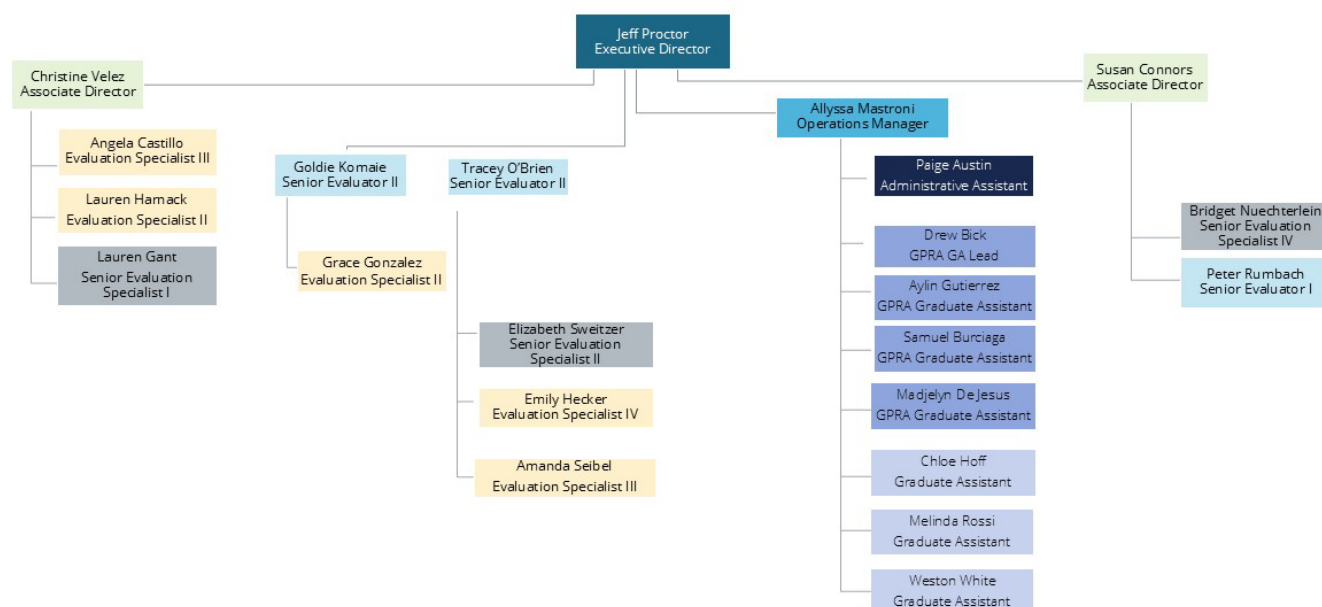 Jeff Proctor
Executive Director
Christine Velez
Associate Director
Angela Castillo
Evaluation Specialist III
Lauren Hamack
Evaluation Specialist II
Lauren Gant
Senior Evaluation
Specialist I
Goldie Komaie
Senior Evaluator II
Grace Gonzalez
Evaluation Specialist II
Tracey O'Brien
Senior Evaluator II
Elizabeth Sweitzer
Senior Evaluation
Specialist II
Emily Hecker
Evaluation Specialist IV
Amanda Seibel
Evaluation Specialist III
Allyssa Mastroni
Operations Manager
Paige Austin
Administrative Assistant
Drew Bick
GPRA GA Lead
Aylin Gutierrez
GPRA Graduate Assistant
Samuel Burciaga
GPRA Graduate Assistant
Madjelyn De Jesus
GPRA Graduate Assistant
Chloe Hoff
Graduate Assistant
Melinda Rossi
Graduate Assistant
Weston White
Graduate Assistant
Susan Connors
Associate Director
Bridget Nuechterlein
Senior Evaluation
Specialist IV
Peter Rumbach
Senior Evaluator I